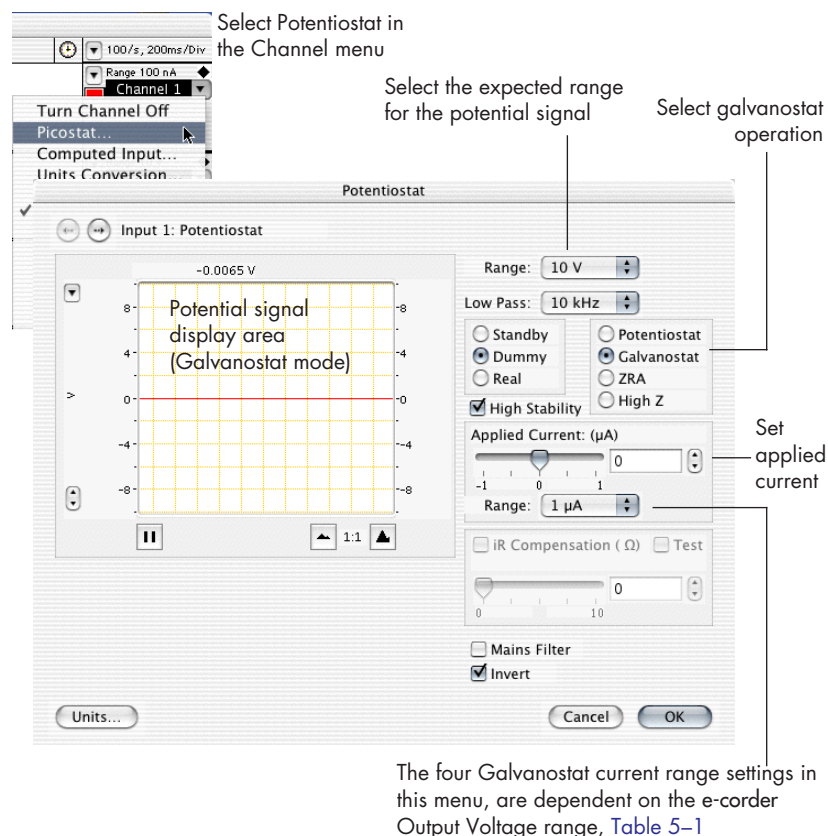 Select Potentiostat in
the Channel menu
100/s, 200ms/Div
Range 100 nA
Channel 1
Turn Channel Off
Picostat...
Computed Input...
Units Conversion...
Select the expected range
for the potential signal
Select galvanostat
operation
Potentiostat
Input 1: Potentiostat
-0.0065 V
Range: 10 V
Low Pass: 10 kHz
8
4
0
-4
-8
V
8
0
-4
-8
Potential signal
display area
(Galvanostat mode)
1:1
Standby
Dummy
Real
High Stability
Potentiostat
Galvanostat
ZRA
High Z
Applied Current: (µA)
0
-1 0 1
Range: 1 µA
Set
applied
current
iR Compensation ( Ω) Test
0
0 10
Mains Filter
Invert
Units...
Cancel
OK
The four Galvanostat current range settings in
this menu, are dependent on the e-corder
Output Voltage range, Table 5–1